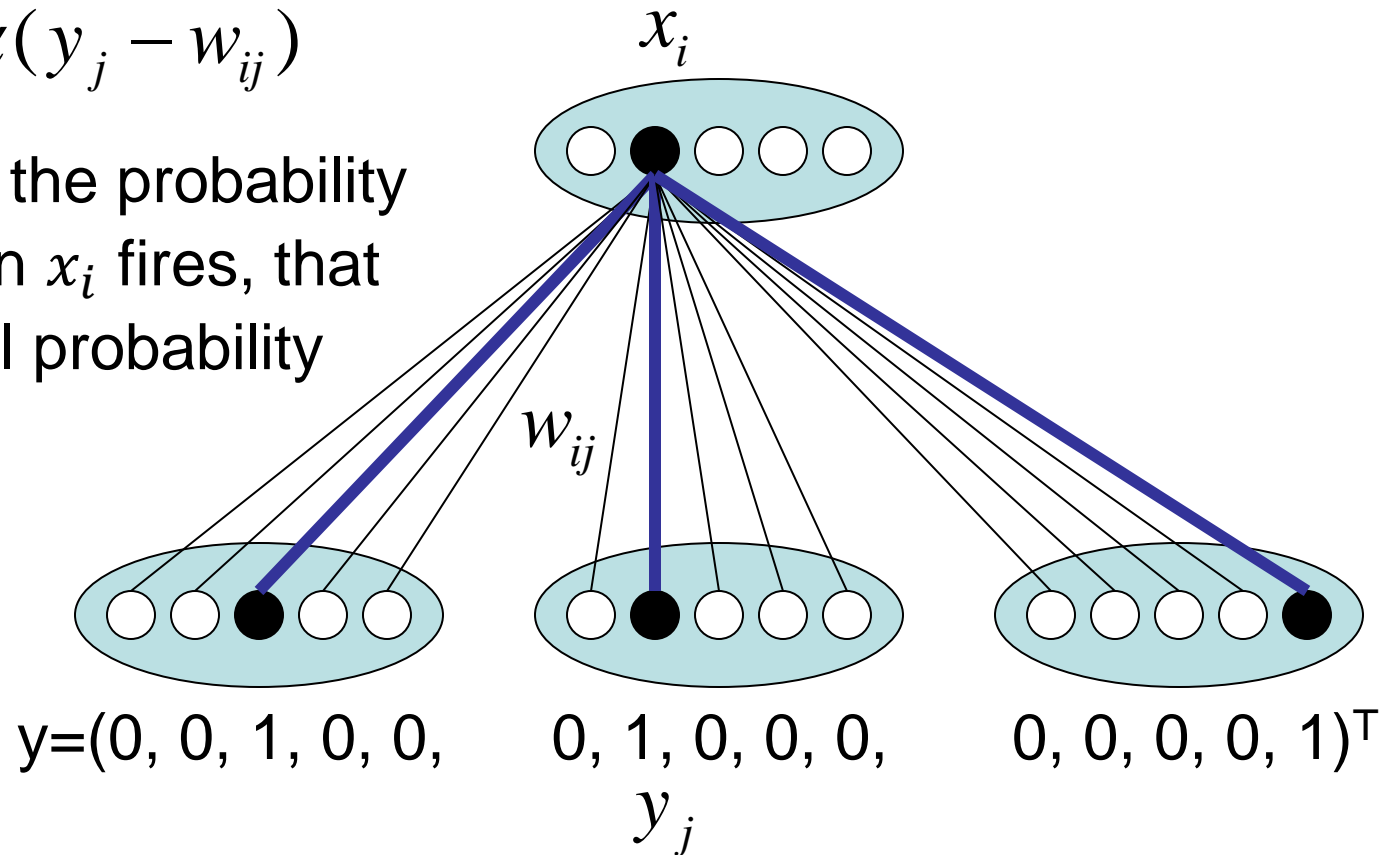 (y_j − w_ij)
x_i
the probability
x_i fires, that
probability
w_ij
y=(0, 0, 1, 0, 0, 0, 1, 0, 0, 0, 0, 0, 0, 0, 1)ᵀ
y_j